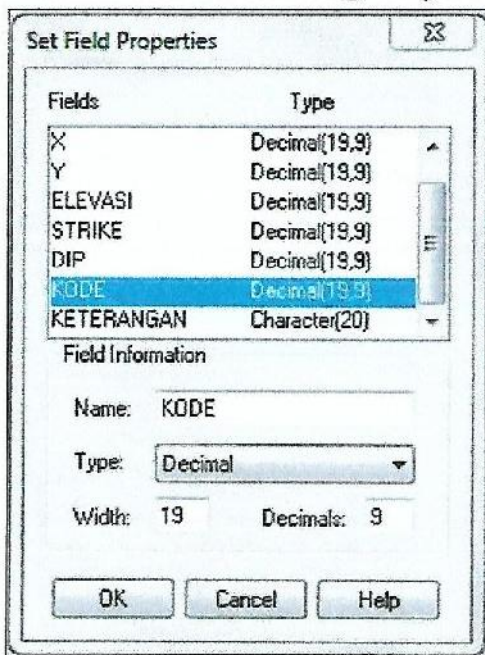 Set Field Properties
Fields Type
X Decimal(19,9)
Y Decimal(19,9)
ELEVASI Decimal(19,9)
STRIKE Decimal(19,9)
DIP Decimal(19,9)
KODE Decimal(19,9)
KETERANGAN Character(20)
Field Information
Name: KODE
Type: Decimal
Width: 19 Decimals: 9
OK Cancel Help